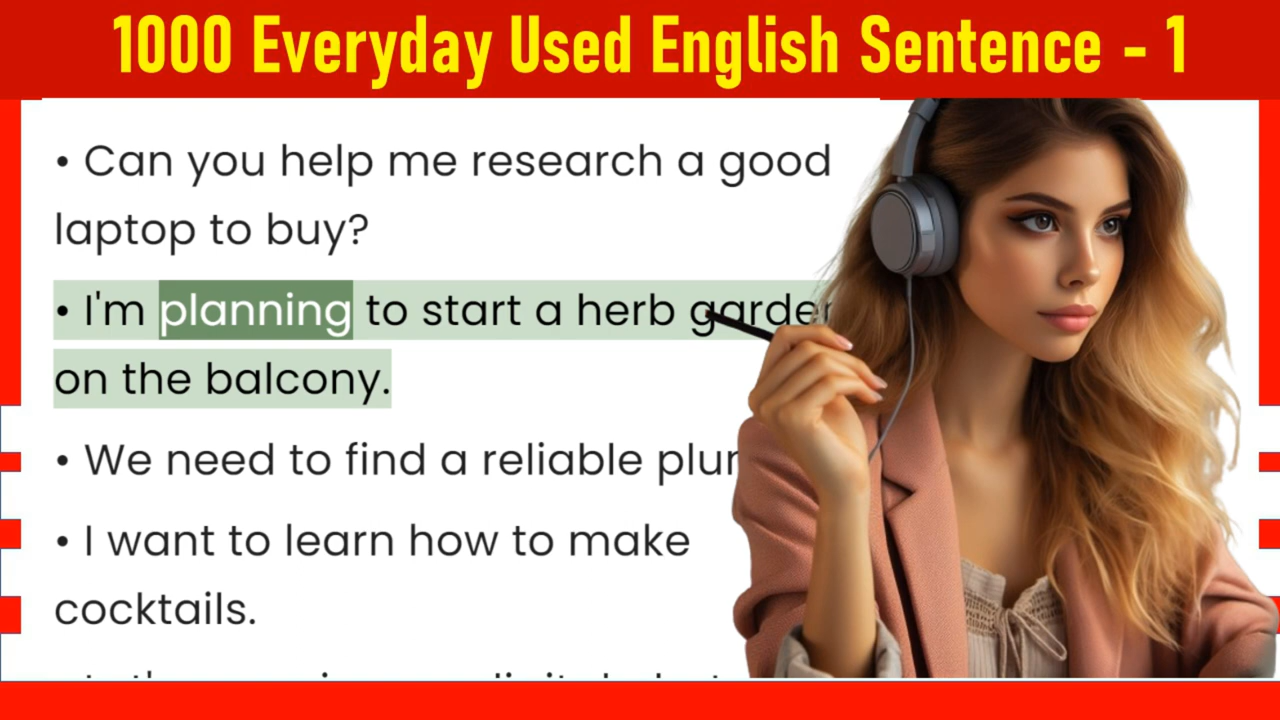 1000 Everyday Used English Sentence - 1
• Can you help me research a good
laptop to buy?
• I'm planning to start a herb garden
on the balcony.
• We need to find a reliable
• I want to learn how to make
cocktails.